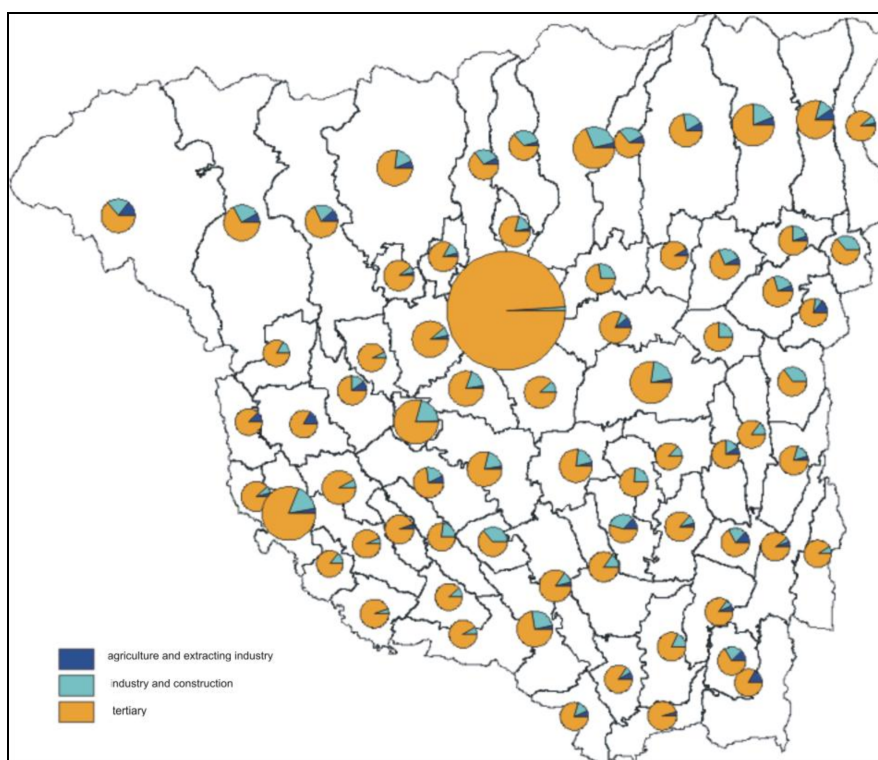 agriculture and extracting industry
industry and construction
tertiary